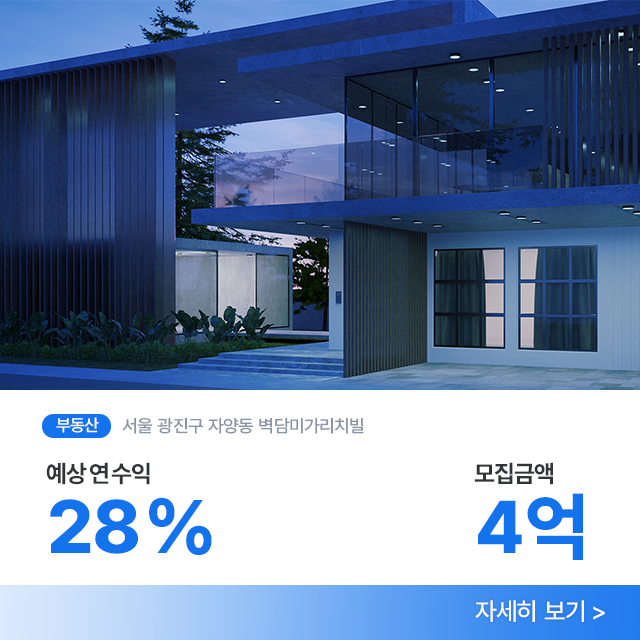 부동산 서울 광진구 자양동 벽담미가리치빌
예상 연수익 모집금액
28% 4억
자세히 보기 >